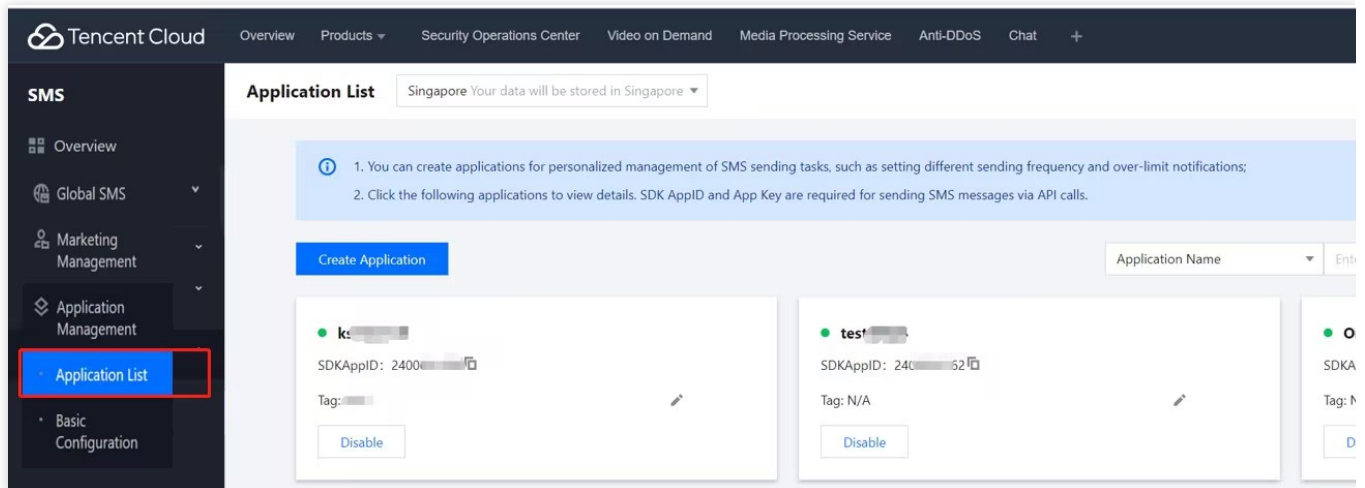 Tencent Cloud
Overview Products Security Operations Center Video on Demand Media Processing Service Anti-DDoS Chat +
SMS
Application List Singapore Your data will be stored in Singapore
Overview
Global SMS
Marketing
Management
Application
Management
Application List
Basic
Configuration
1. You can create applications for personalized management of SMS sending tasks, such as setting different sending frequency and over-limit notifications;
2. Click the following applications to view details. SDK AppID and App Key are required for sending SMS messages via API calls.
Create Application
Application Name
SDKAppID:
Tag:
Disable
test
SDKAppID:
Tag: N/A
Disable
Tag: